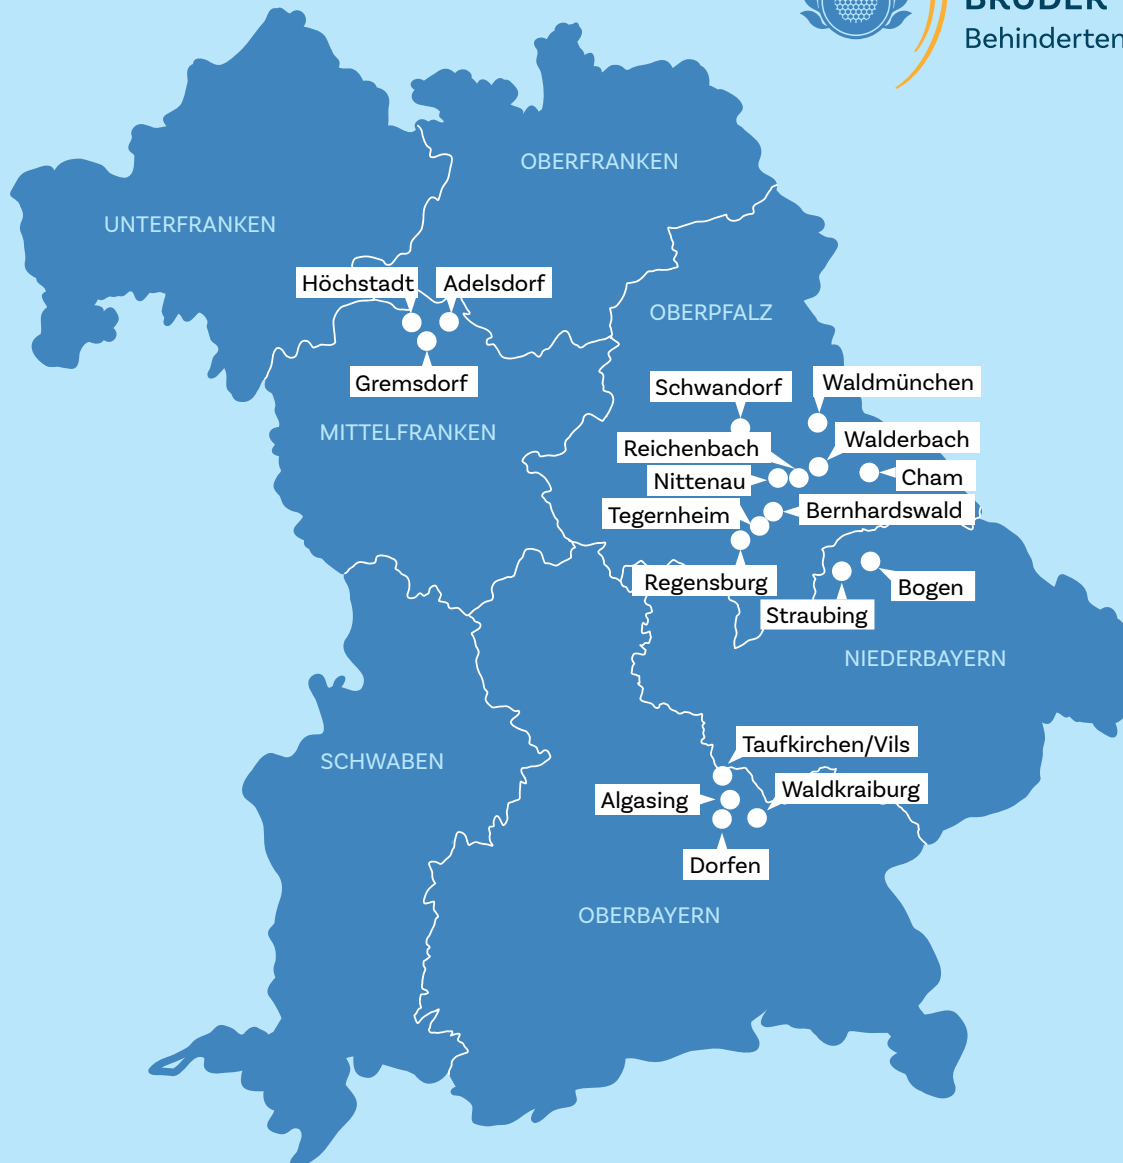 BRÜDER
Behinderten
OBERFRANKEN
UNTERFRANKEN
Höchstadt
Adelsdorf
OBERPFALZ
Gremsdorf
Schwandorf
Waldmünchen
MITTELFRANKEN
Reichenbach
Walderbach
Nittenau
Cham
Tegernheim
Bernhardswald
Regensburg
Bogen
Straubing
NIEDERBAYERN
Taufkirchen/Vils
SCHWABEN
Algasing
Waldkraiburg
Dorfen
OBERBAYERN